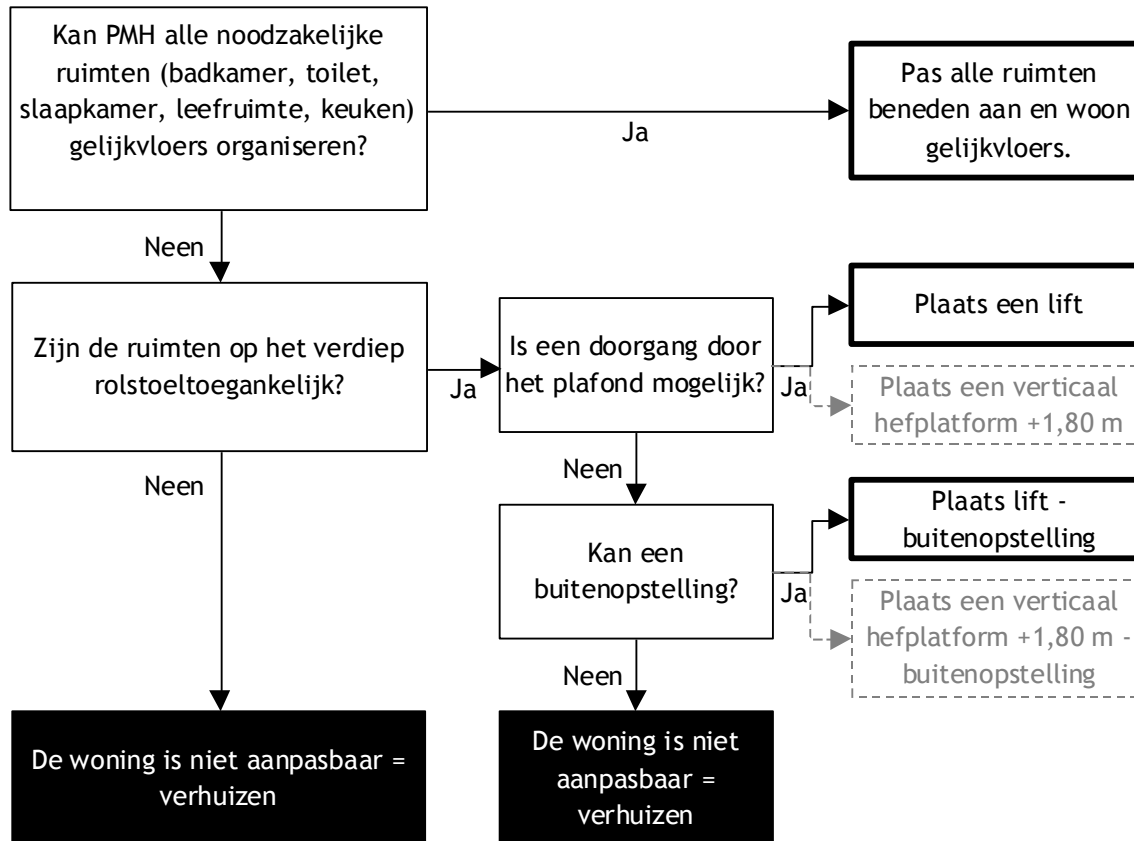 Kan PMH alle noodzakelijke
ruimten (badkamer, toilet,
slaapkamer, leefruimte, keuken)
gelijkvloers organiseren?
Ja
Pas alle ruimten
beneden aan en woon
gelijkvloers.
Neen
Zijn de ruimten op het verdiep
rolstoeltoegankelijk?
Ja
Is een doorgang door
het plafond mogelijk?
Ja
Plaats een lift
Plaats een verticaal
hefplatform +1,80 m
Neen
Neen
Kan een
buitenopstelling?
Ja
Plaats lift -
buitenopstelling
Plaats een verticaal
hefplatform +1,80 m -
buitenopstelling
Neen
De woning is niet aanpasbaar =
verhuizen
De woning is niet
aanpasbaar =
verhuizen